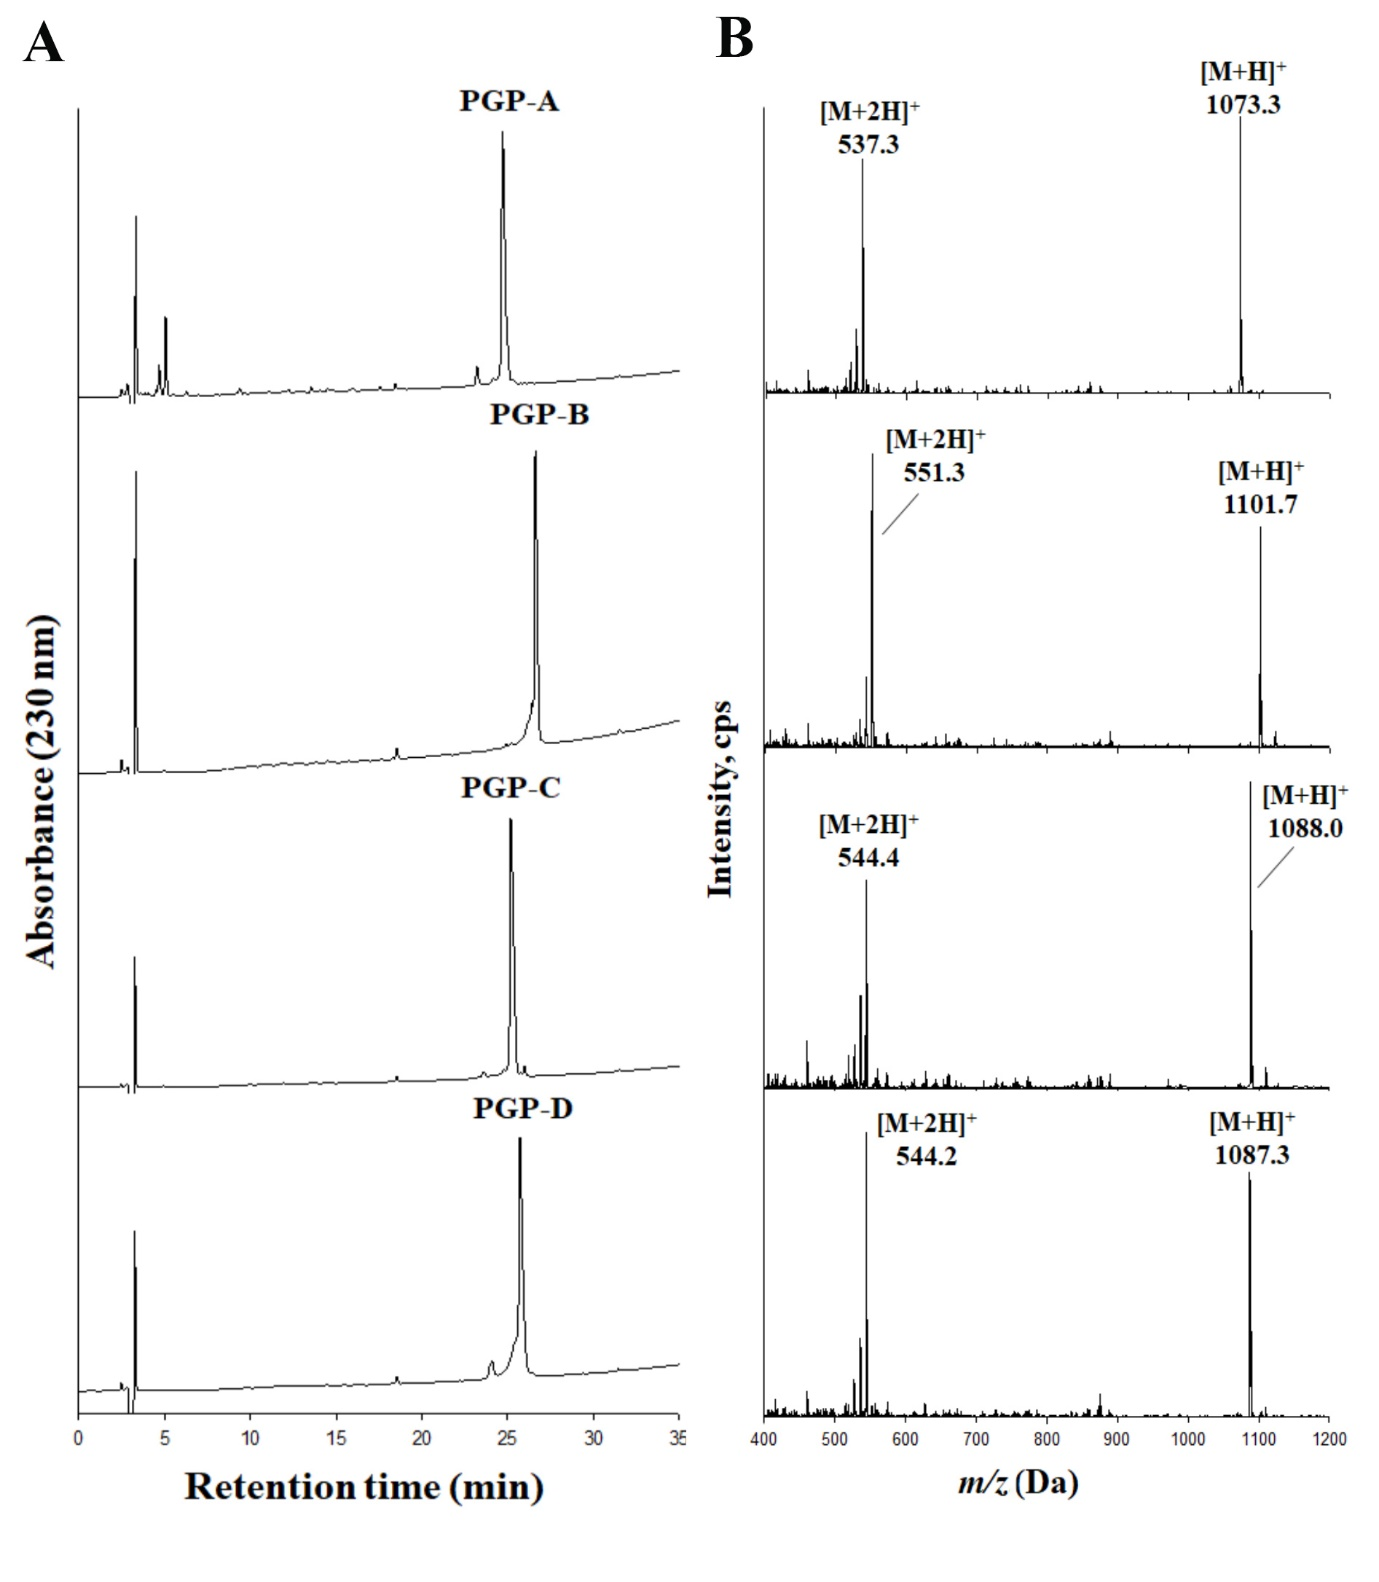 A
B
Absorbance (230 nm)
PGP-A
PGP-B
PGP-C
PGP-D
0 5 10 15 20 25 30 35
Retention time (min)
Intensity, cps
[M+2H]⁺
537.3
[M+H]⁺
1073.3
[M+2H]⁺
551.3
[M+H]⁺
1101.7
[M+2H]⁺
544.4
[M+H]⁺
1088.0
[M+2H]⁺
544.2
[M+H]⁺
1087.3
400 500 600 700 800 900 1000 1100 1200
m/z (Da)